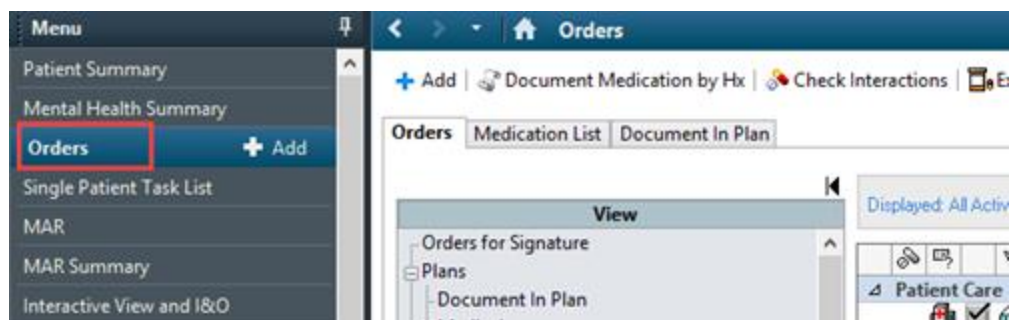 Menu
Patient Summary
Mental Health Summary
Orders Add
Single Patient Task List
MAR
MAR Summary
Interactive View and I&O
Orders
Add Document Medication by Hx Check Interactions
Orders Medication List Document In Plan
View
Orders for Signature
Plans
Document In Plan
Displayed: All Activ
Patient Care